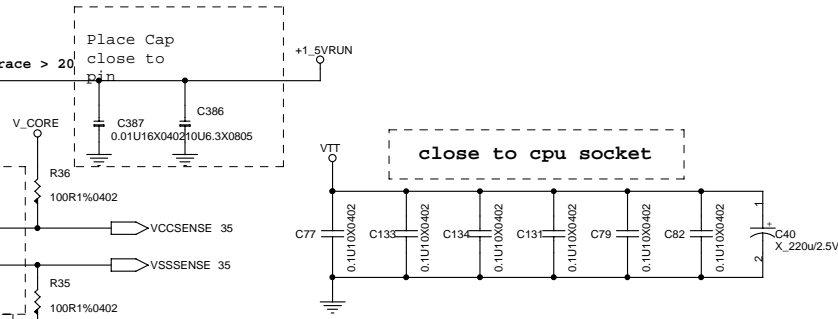 Place Cap
close to
pin
race > 20
+1_5VRUN
C387
C386
0.01U16X0402
10U6.3X0805
V_CORE
R36
100R1%0402
VCCSENSE 35
VSSSENSE 35
R35
100R1%0402
VTT
close to cpu socket
C77
0.1U10X0402
C133
0.1U10X0402
C134
0.1U10X0402
C131
0.1U10X0402
C79
0.1U10X0402
C82
0.1U10X0402
1
+
C40
X_220u/2.5V
2